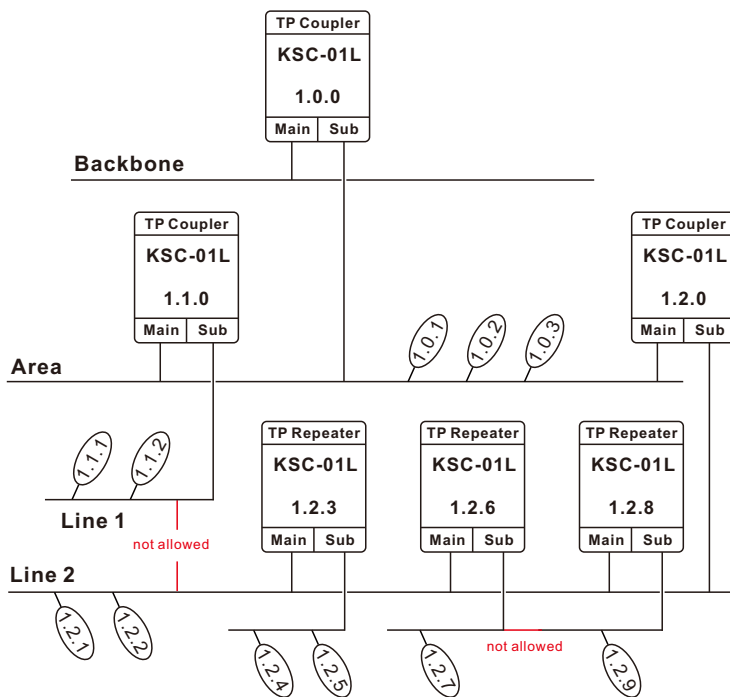 TP Coupler
KSC-01L
1.0.0
Main Sub
Backbone
TP Coupler
KSC-01L
1.1.0
Main Sub
TP Coupler
KSC-01L
1.2.0
Main Sub
1.0.1
1.0.2
1.0.3
Area
1.1.1
1.1.2
Line 1
not allowed
TP Repeater
KSC-01L
1.2.3
Main Sub
TP Repeater
KSC-01L
1.2.6
Main Sub
TP Repeater
KSC-01L
1.2.8
Main Sub
Line 2
1.2.1
1.2.2
1.2.4
1.2.5
1.2.7
not allowed
1.2.9